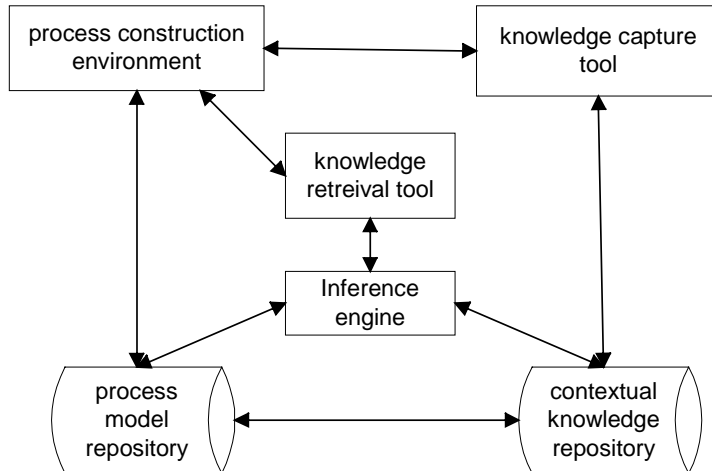 process construction
environment
knowledge capture
tool
knowledge
retreival tool
Inference
engine
process
model
repository
contextual
knowledge
repository